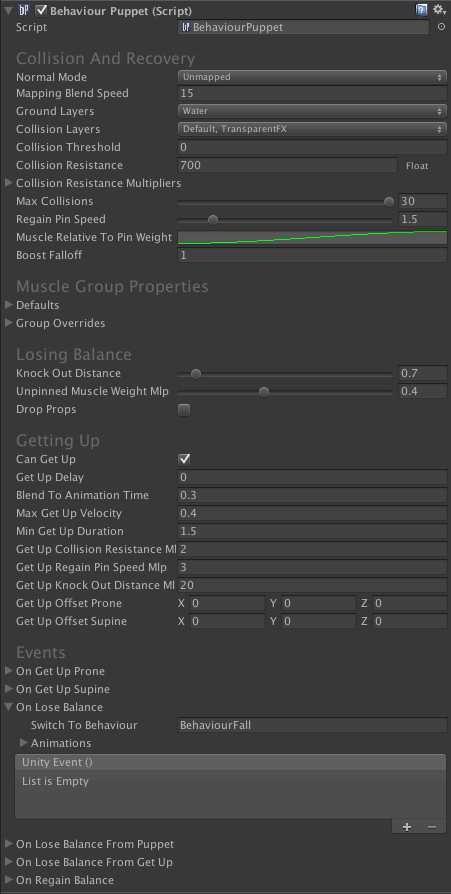 Behaviour Puppet (Script)
Script BehaviourPuppet
Collision And Recovery
Normal Mode Unmapped
Mapping Blend Speed 15
Ground Layers Water
Collision Layers Default, TransparentFX
Collision Threshold 0
Collision Resistance 700 Float
Collision Resistance Multipliers
Max Collisions 30
Regain Pin Speed 1.5
Muscle Relative To Pin Weight
Boost Falloff 1
Muscle Group Properties
Defaults
Group Overrides
Losing Balance
Knock Out Distance 0.7
Unpinned Muscle Weight Mlp 0.4
Drop Props
Getting Up
Can Get Up
Get Up Delay 0
Blend To Animation Time 0.3
Max Get Up Velocity 0.4
Min Get Up Duration 1.5
Get Up Collision Resistance Ml 2
Get Up Regain Pin Speed Mlp 3
Get Up Knock Out Distance Ml 20
Get Up Offset Prone X 0 Y 0 Z 0
Get Up Offset Supine X 0 Y 0 Z 0
Events
On Get Up Prone
On Get Up Supine
On Lose Balance
Switch To Behaviour BehaviourFall
Animations
Unity Event ()
List is Empty
On Lose Balance From Puppet
On Lose Balance From Get Up
On Regain Balance